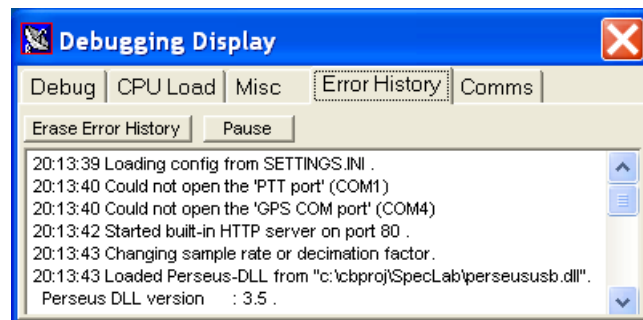 Debugging Display
Debug CPU Load Misc Error History Comms
Erase Error History Pause
20:13:39 Loading config from SETTINGS.INI .
20:13:40 Could not open the 'PTT port' (COM1)
20:13:40 Could not open the 'GPS COM port' (COM4)
20:13:42 Started built-in HTTP server on port 80 .
20:13:43 Changing sample rate or decimation factor.
20:13:43 Loaded Perseus-DLL from "c:\cbproj\SpecLab\perseususb.dll".
Perseus DLL version : 3.5 .